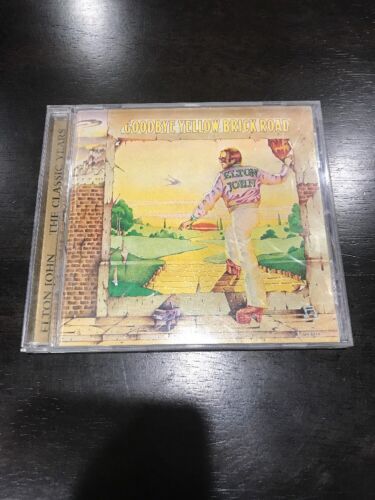 GOODBYE YELLOW BRICK ROAD
ELTON
JOHN
ELTON JOHN THE CLASSIC YEARS